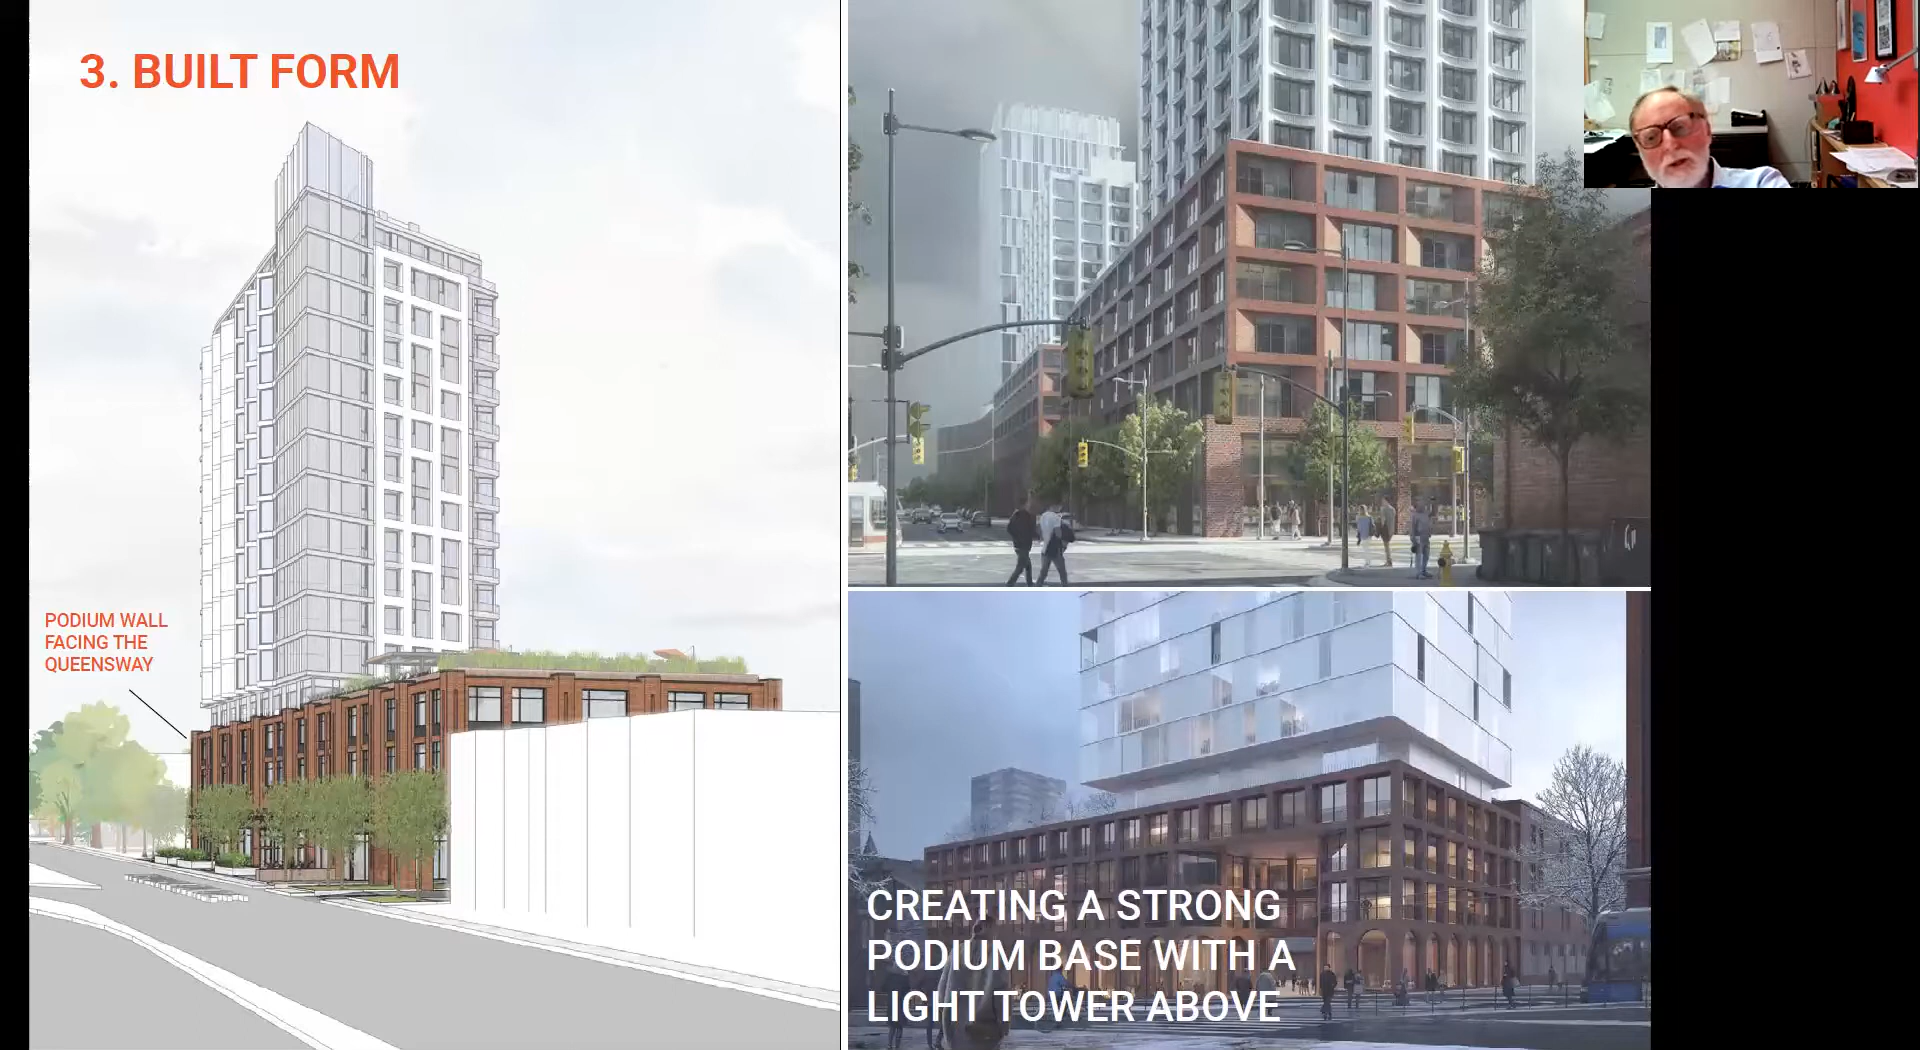 3. BUILT FORM
PODIUM WALL
FACING THE
QUEENSWAY
CREATING A STRONG
PODIUM BASE WITH A
LIGHT TOWER ABOVE